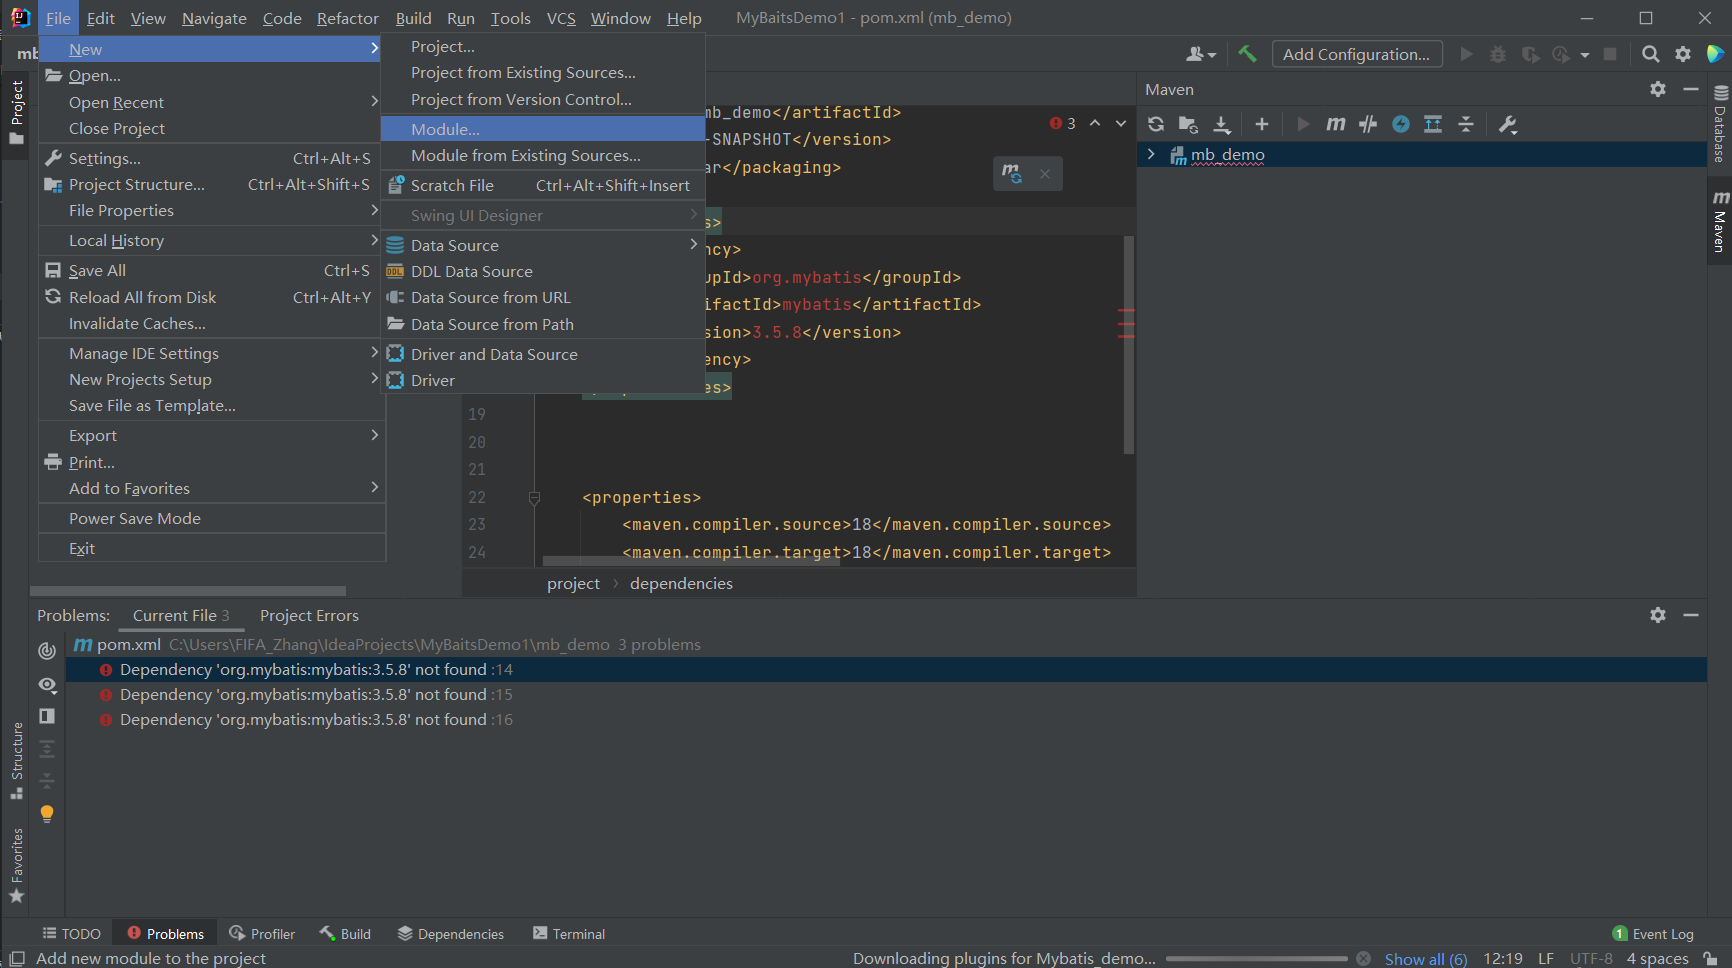 File Edit View Navigate Code Refactor Build Run Tools VCS Window Help MyBaitsDemo1 - pom.xml (mb_demo)
Add Configuration...
New
Open...
Open Recent
Close Project
Settings... Ctrl+Alt+S
Project Structure... Ctrl+Alt+Shift+S
File Properties
Local History
Save All Ctrl+S
Reload All from Disk Ctrl+Alt+Y
Invalidate Caches...
Manage IDE Settings
New Projects Setup
Save File as Template...
Export
Print...
Add to Favorites
Power Save Mode
Exit
Project...
Project from Existing Sources...
Project from Version Control...
Module...
Module from Existing Sources...
Scratch File Ctrl+Alt+Shift+Insert
Swing UI Designer
Data Source
DDL Data Source
Data Source from URL
Data Source from Path
Driver and Data Source
Driver
mb_demo</artifactId>
-SNAPSHOT</version>
ar</packaging>
s>
ncy>
upId>org.mybatis</groupId>
ifactId>mybatis</artifactId>
sion>3.5.8</version>
ency>
es>
19
20
21
22 <properties>
23 <maven.compiler.source>18</maven.compiler.source>
24 <maven.compiler.target>18</maven.compiler.target>
3
project > dependencies
Maven
mb_demo
Project
Structure
Favorites
Database
Maven
Problems: Current File 3 Project Errors
pom.xml C:\Users\FIFA_Zhang\IdeaProjects\MyBaitsDemo1\mb_demo 3 problems
Dependency 'org.mybatis:mybatis:3.5.8' not found :14
Dependency 'org.mybatis:mybatis:3.5.8' not found :15
Dependency 'org.mybatis:mybatis:3.5.8' not found :16
TODO Problems Profiler Build Dependencies Terminal 1 Event Log
Add new module to the project Downloading plugins for Mybatis_demo... Show all (6) 12:19 LF UTF-8 4 spaces